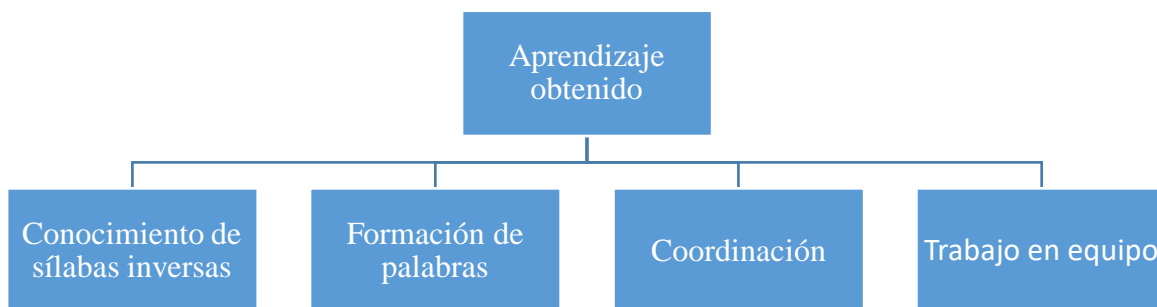 Aprendizaje
obtenido
Conocimiento de
sílabas inversas
Formación de
palabras
Coordinación
Trabajo en equipo